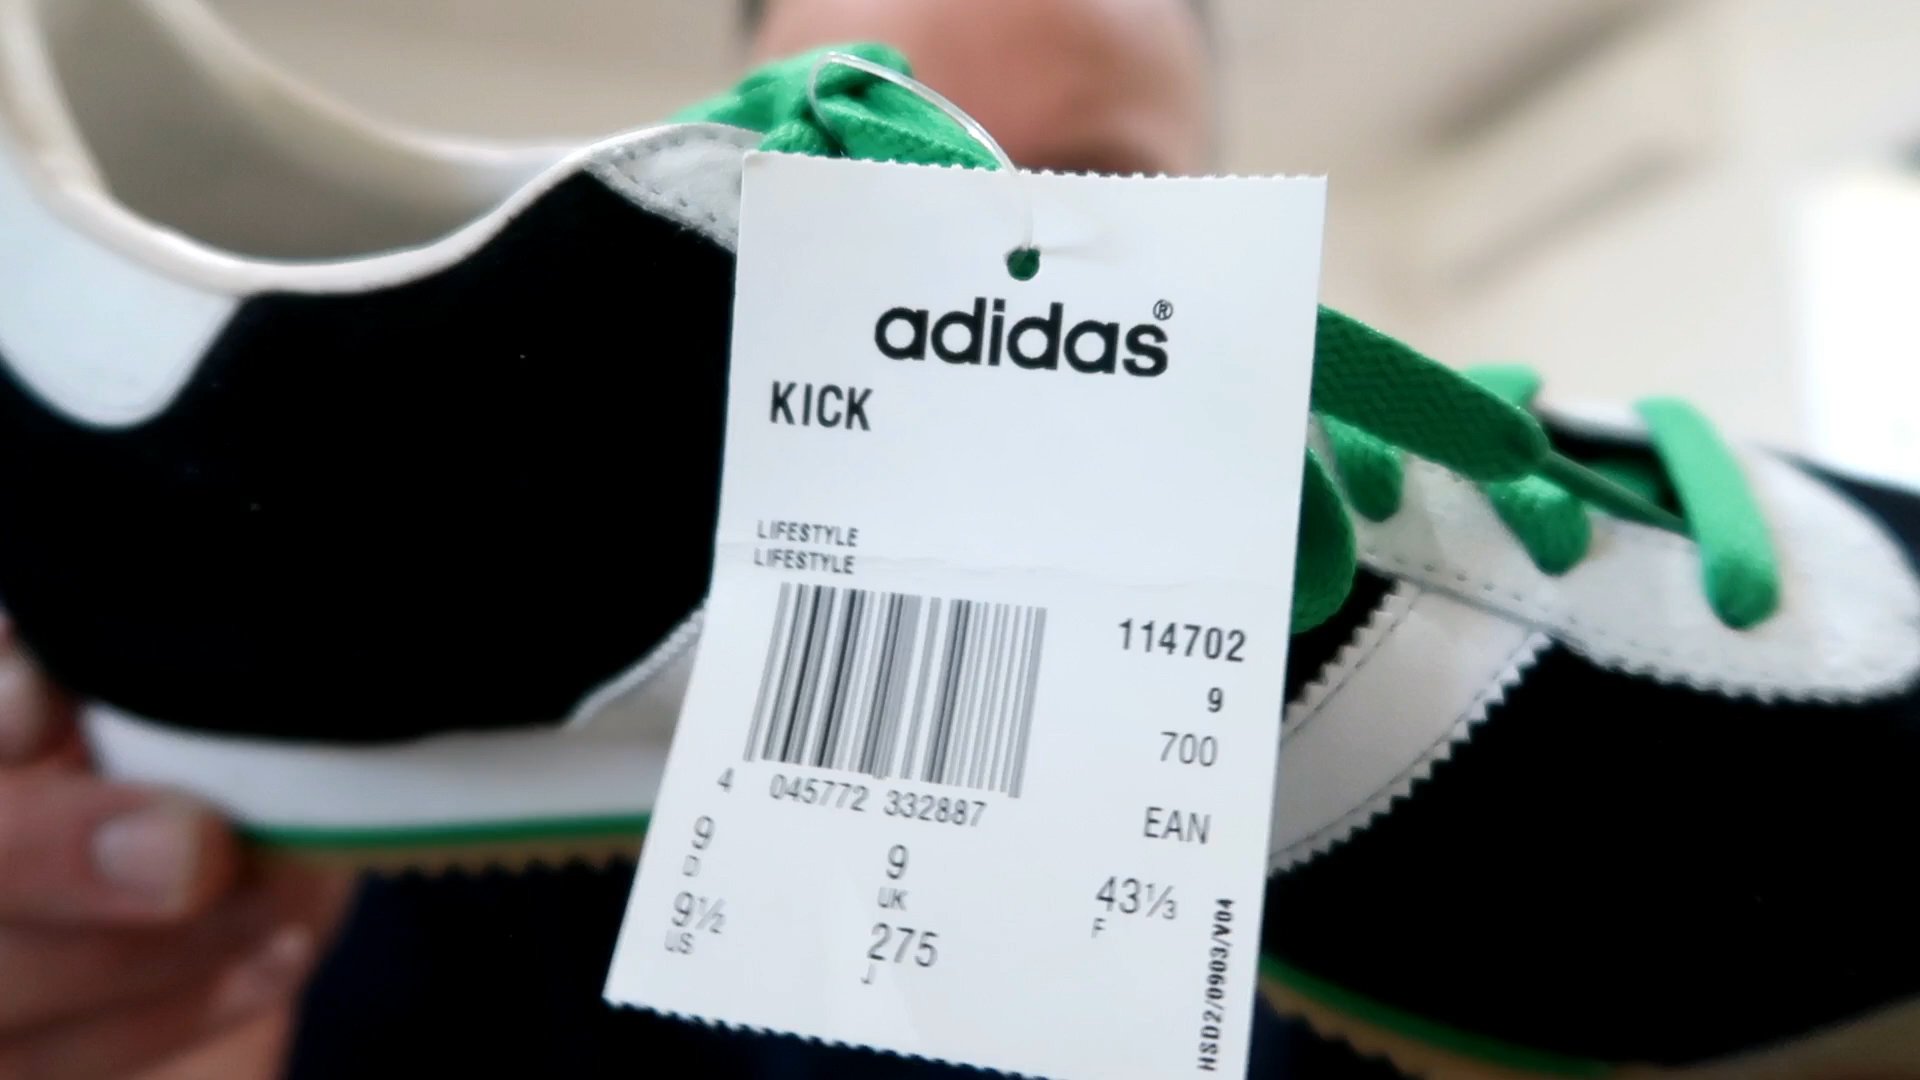 adidas®
KICK
LIFESTYLE
LIFESTYLE
114702
9
700
4 045772 332887
EAN
9 9 43⅓
D UK F
9½ 275
US J
HSD2/0903/V04